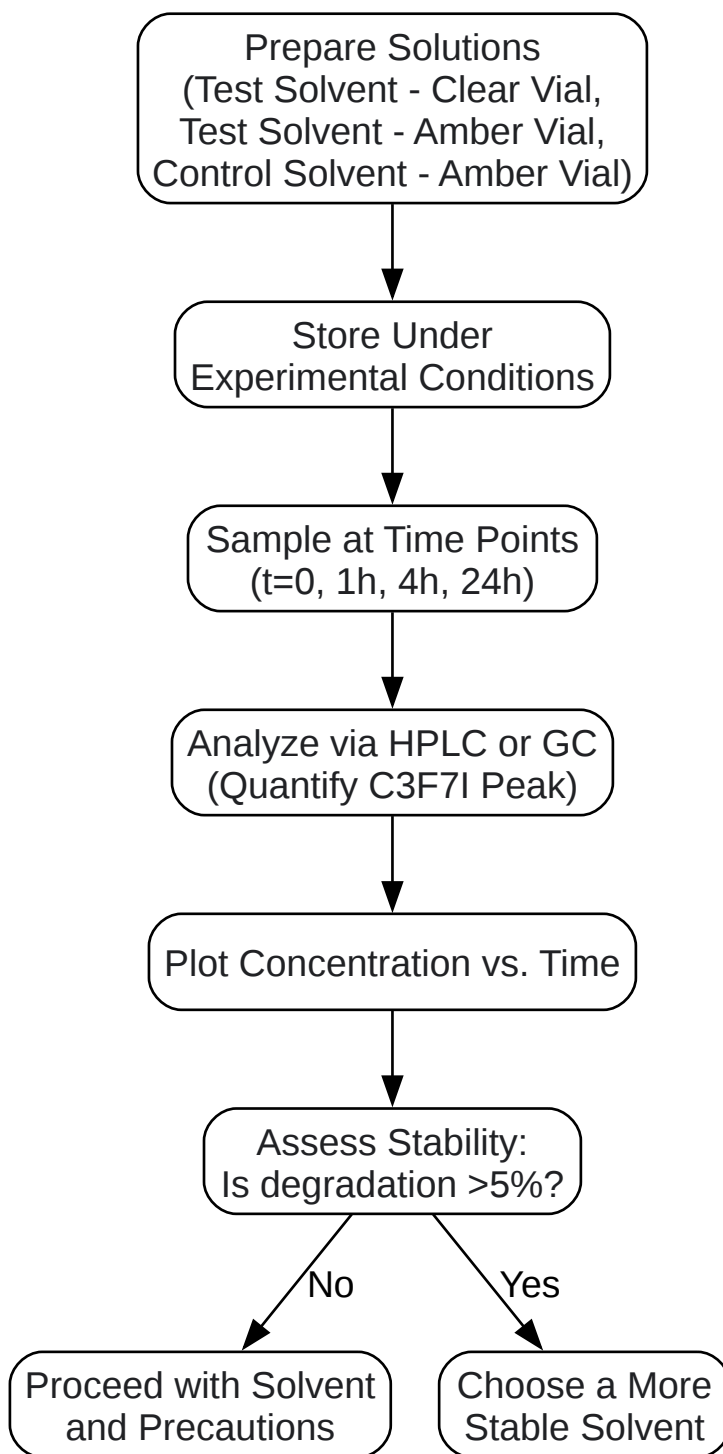 Prepare Solutions
(Test Solvent - Clear Vial,
Test Solvent - Amber Vial,
Control Solvent - Amber Vial)
Store Under
Experimental Conditions
Sample at Time Points
(t=0, 1h, 4h, 24h)
Analyze via HPLC or GC
(Quantify C3F7I Peak)
Plot Concentration vs. Time
Assess Stability:
Is degradation >5%?
No
Yes
Proceed with Solvent
and Precautions
Choose a More
Stable Solvent